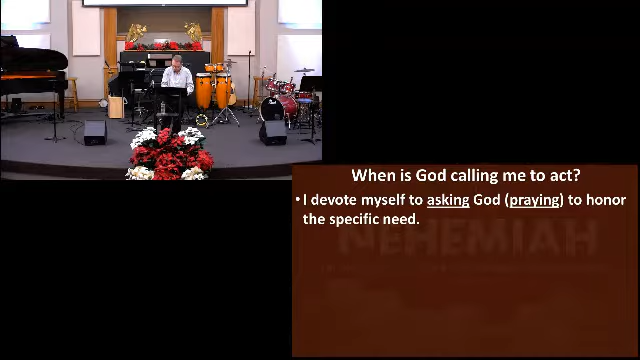 When is God calling me to act?
• I devote myself to asking God (praying) to honor
the specific need.
NEHEMIAH